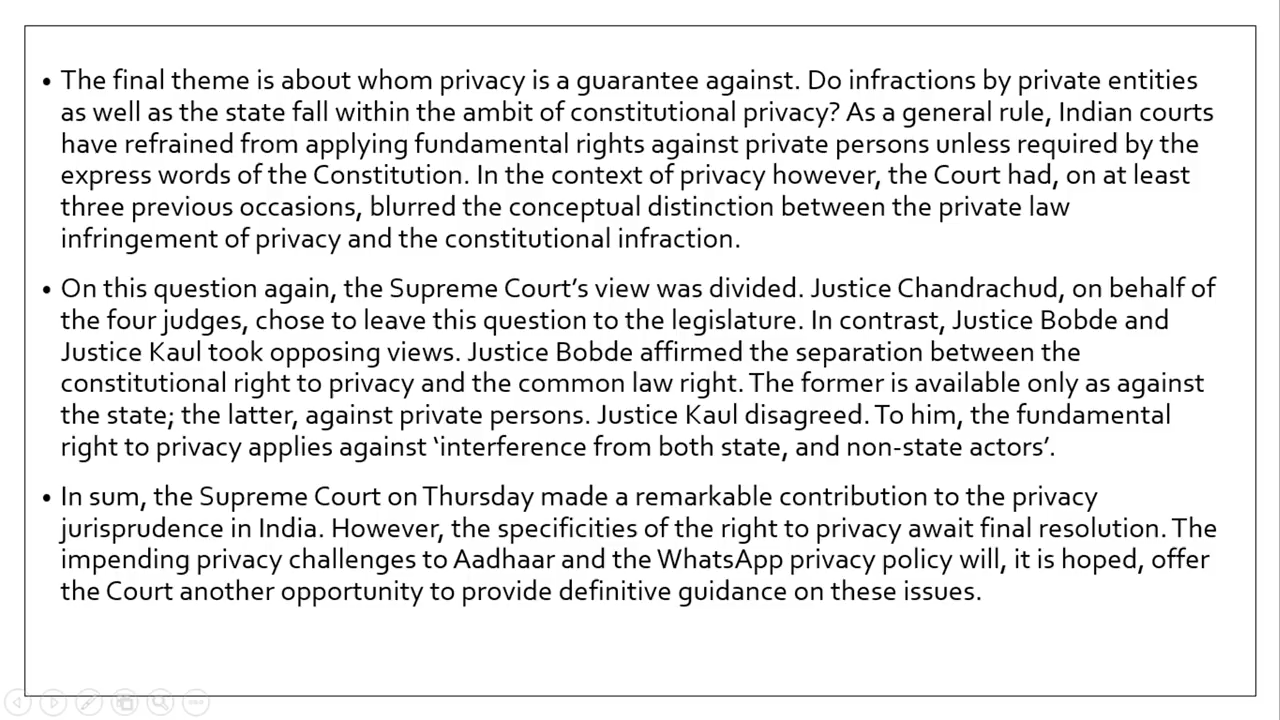 • The final theme is about whom privacy is a guarantee against. Do infractions by private entities
as well as the state fall within the ambit of constitutional privacy? As a general rule, Indian courts
have refrained from applying fundamental rights against private persons unless required by the
express words of the Constitution. In the context of privacy however, the Court had, on at least
three previous occasions, blurred the conceptual distinction between the private law
infringement of privacy and the constitutional infraction.
• On this question again, the Supreme Court’s view was divided. Justice Chandrachud, on behalf of
the four judges, chose to leave this question to the legislature. In contrast, Justice Bobde and
Justice Kaul took opposing views. Justice Bobde affirmed the separation between the
constitutional right to privacy and the common law right. The former is available only as against
the state; the latter, against private persons. Justice Kaul disagreed. To him, the fundamental
right to privacy applies against ‘interference from both state, and non-state actors’.
• In sum, the Supreme Court on Thursday made a remarkable contribution to the privacy
jurisprudence in India. However, the specificities of the right to privacy await final resolution. The
impending privacy challenges to Aadhaar and the WhatsApp privacy policy will, it is hoped, offer
the Court another opportunity to provide definitive guidance on these issues.